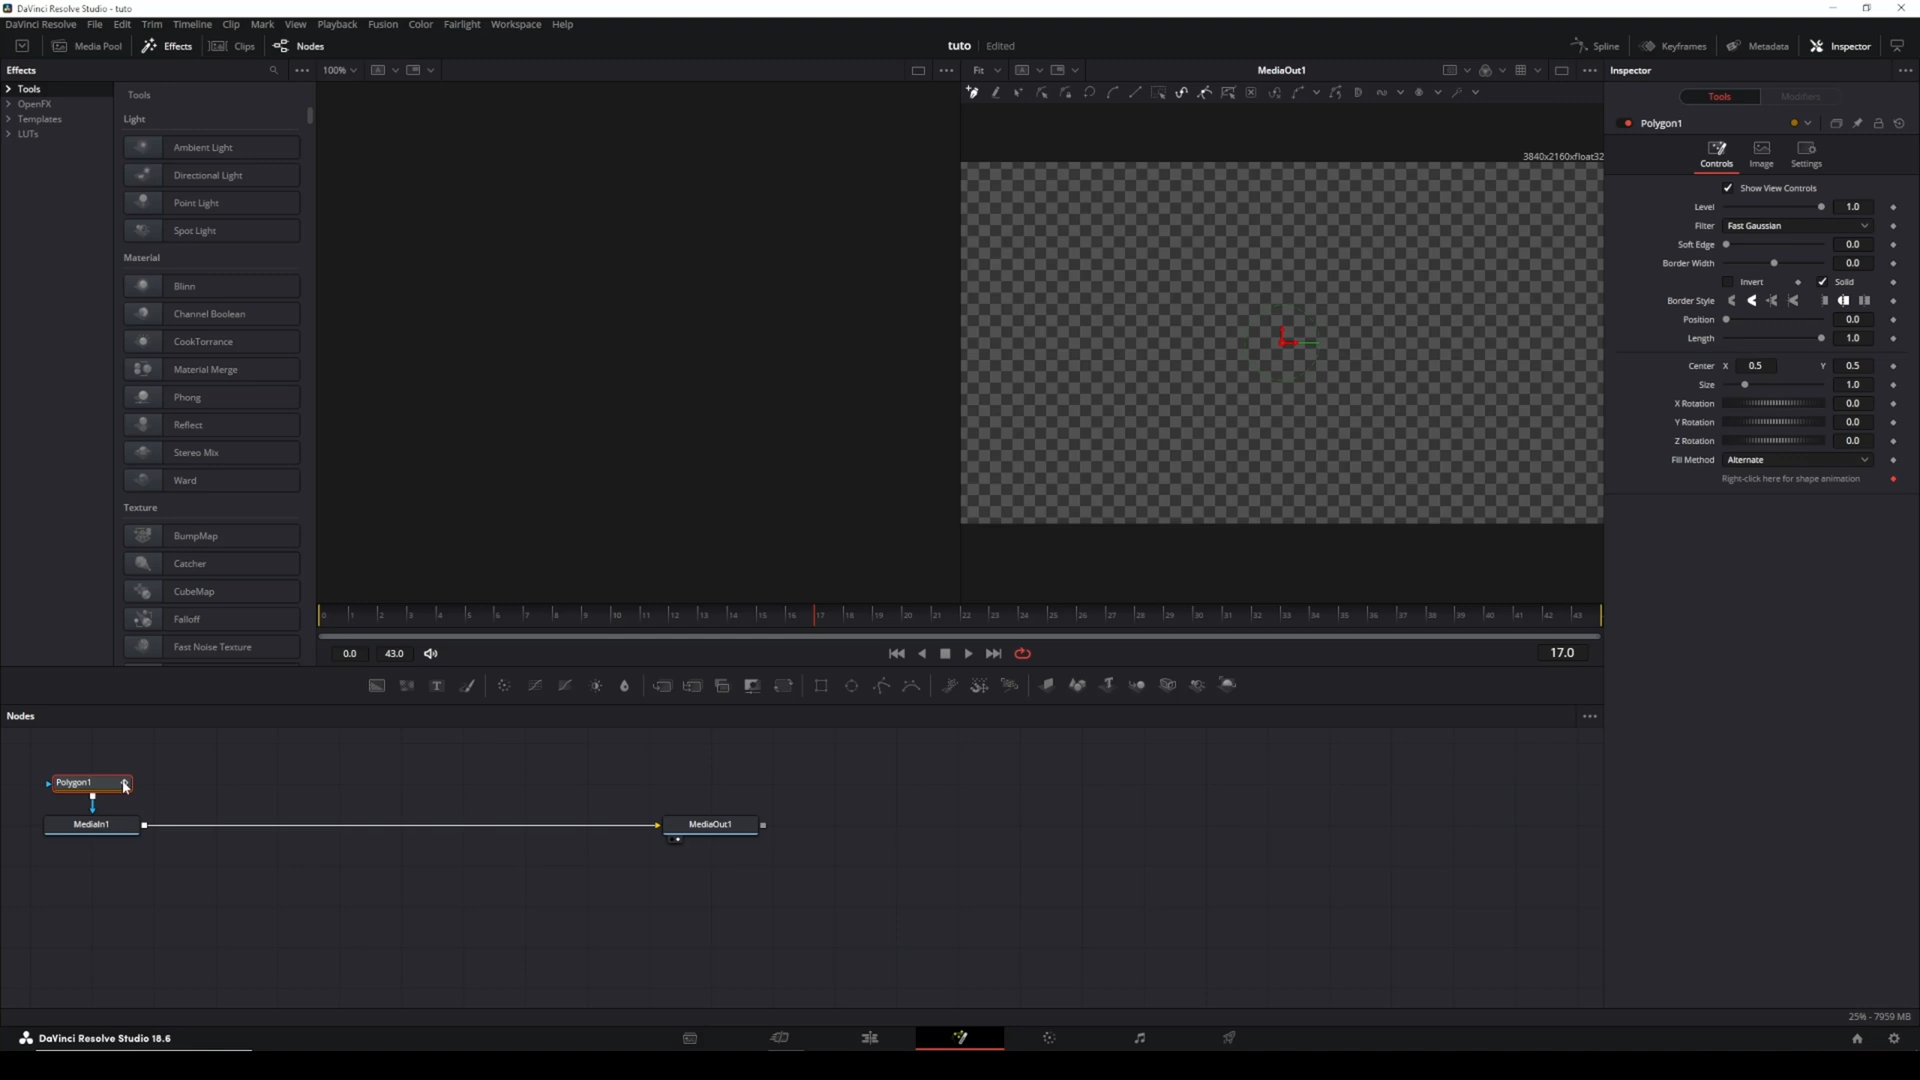 DaVinci Resolve Studio - tuto
DaVinci Resolve File Edit Trim Timeline Clip Mark View Playback Fusion Color Fairlight Workspace Help
Media Pool Effects Clips Nodes tuto Edited Spline Keyframes Metadata Inspector
Effects 100% Fit MediaOut1 Inspector
Tools
OpenFX
Templates
LUTs
Tools
Light
Ambient Light
Directional Light
Point Light
Spot Light
Material
Blinn
Channel Boolean
CookTorrance
Material Merge
Phong
Reflect
Stereo Mix
Ward
Texture
BumpMap
Catcher
CubeMap
Falloff
Fast Noise Texture
3840x2160xfloat32
Tools Modifiers
Polygon1
Controls Image Settings
Show View Controls
Level 1.0
Filter Fast Gaussian
Soft Edge 0.0
Border Width 0.0
Invert Solid
Border Style
Position 0.0
Length 1.0
Center X 0.5 Y 0.5
Size 1.0
X Rotation 0.0
Y Rotation 0.0
Z Rotation 0.0
Fill Method Alternate
Right-click here for shape animation
0 1 2 3 4 5 6 7 8 9 10 11 12 13 14 15 16 17 18 19 20 21 22 23 24 25 26 27 28 29 30 31 32 33 34 35 36 37 38 39 40 41 42 43
0.0 43.0 17.0
Nodes
Polygon1
MediaIn1 MediaOut1
25% - 7959 MB
DaVinci Resolve Studio 18.6